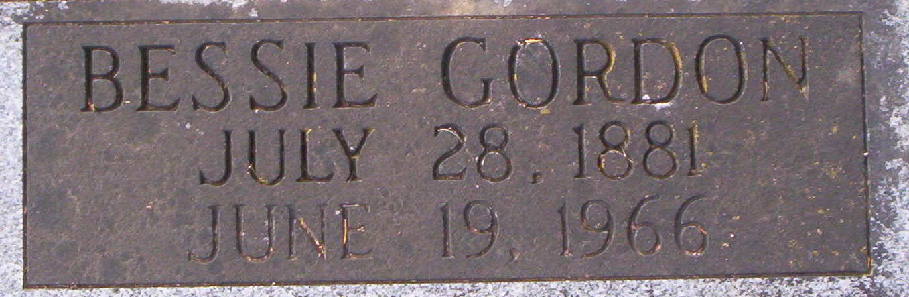 BESSIE GORDON
JULY 28, 1881
JUNE 19, 1966